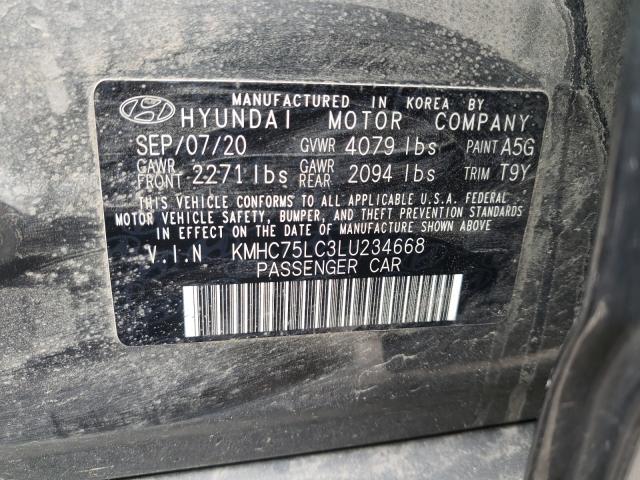 MANUFACTURED IN KOREA BY
HYUNDAI MOTOR COMPANY
SEP/07/20 GVWR 4079 lbs PAINT A5G
GAWR FRONT 2271 lbs GAWR REAR 2094 lbs TRIM T9Y
THIS VEHICLE CONFORMS TO ALL APPLICABLE U.S.A. FEDERAL
MOTOR VEHICLE SAFETY, BUMPER, AND THEFT PREVENTION
STANDARDS IN EFFECT ON THE DATE OF MANUFACTURE SHOWN ABOVE.
V.I.N KMHC75LC3LU234668
PASSENGER CAR